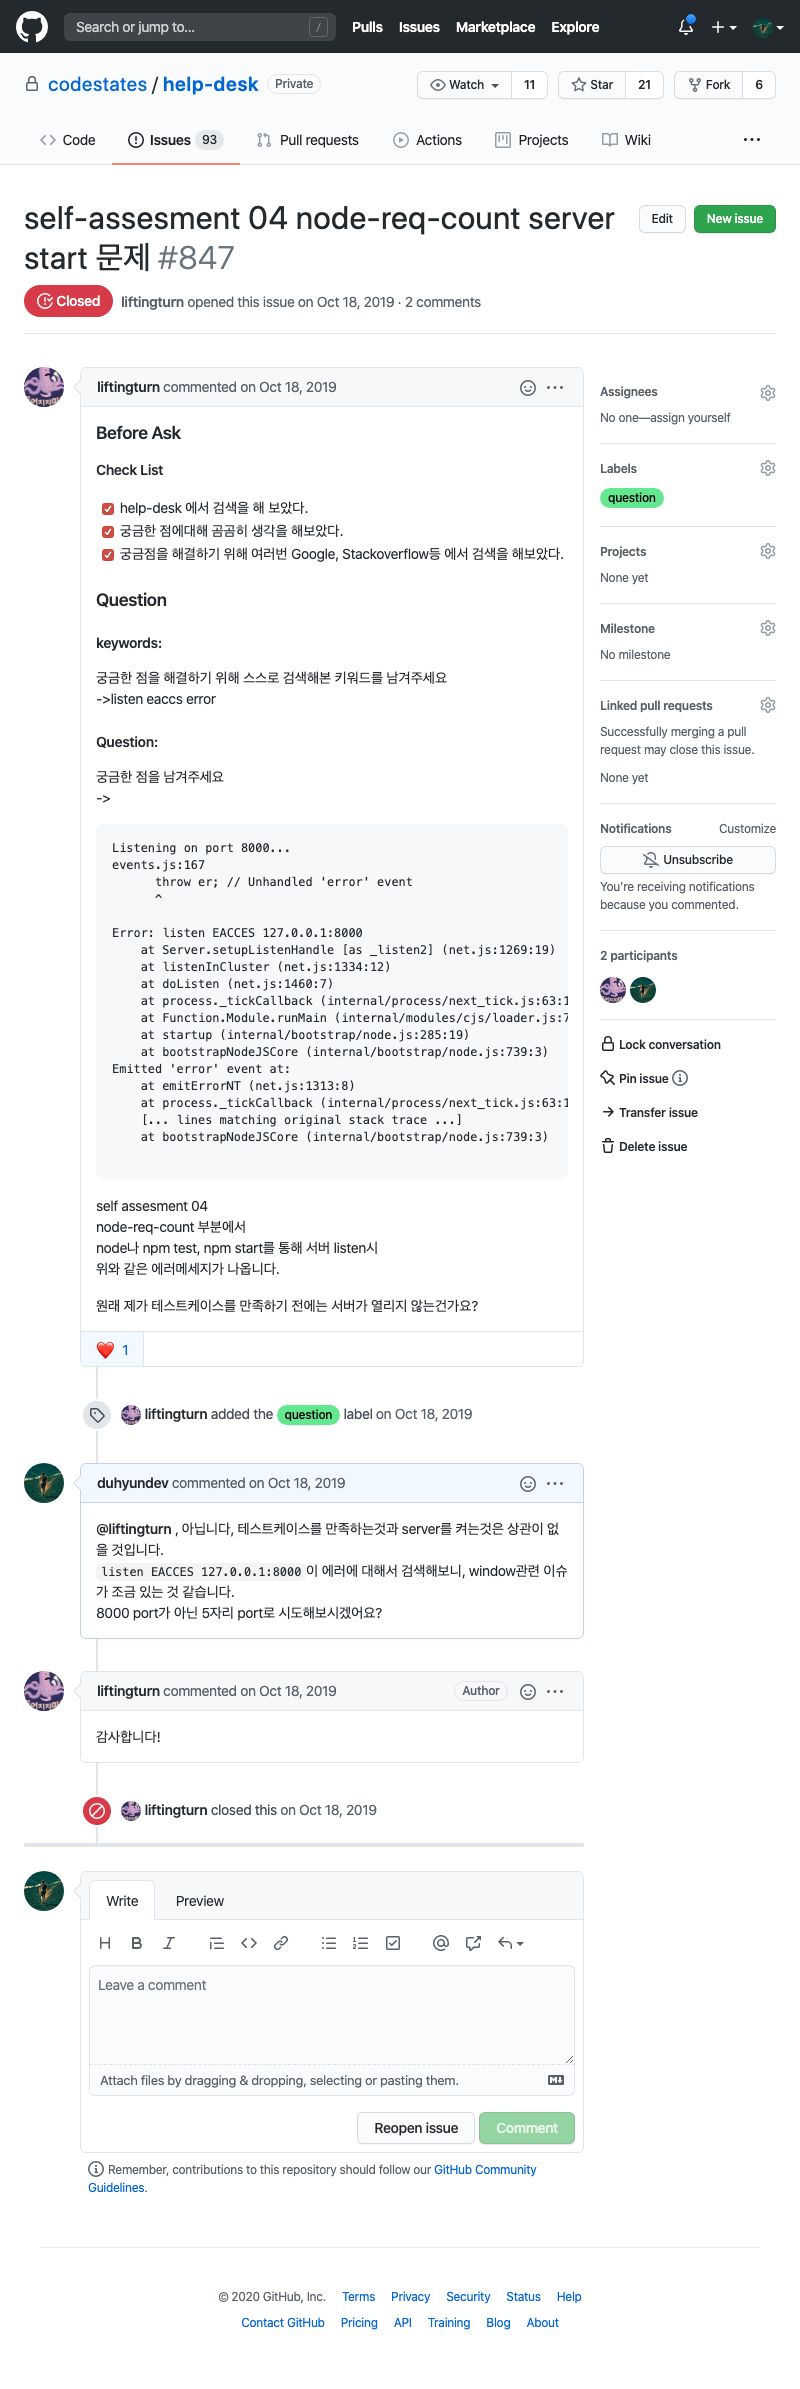 Search or jump to... /
Pulls Issues Marketplace Explore
codestates / help-desk Private
Watch 11 Star 21 Fork 6
Code Issues 93 Pull requests Actions Projects Wiki ...
self-assesment 04 node-req-count server
start 문제 #847
Edit New issue
Closed liftingturn opened this issue on Oct 18, 2019 · 2 comments
liftingturn commented on Oct 18, 2019
Before Ask
Check List
help-desk 에서 검색을 해 보았다.
궁금한 점에대해 곰곰히 생각을 해보았다.
궁금점을 해결하기 위해 여러번 Google, Stackoverflow등 에서 검색을 해보았다.
Question
keywords:
궁금한 점을 해결하기 위해 스스로 검색해본 키워드를 남겨주세요
->listen eaccs error
Question:
궁금한 점을 남겨주세요
->
Listening on port 8000...
events.js:167
throw er; // Unhandled 'error' event
^
Error: listen EACCES 127.0.0.1:8000
at Server.setupListenHandle [as _listen2] (net.js:1269:19)
at listenInCluster (net.js:1334:12)
at doListen (net.js:1460:7)
at process._tickCallback (internal/process/next_tick.js:63:1
at Function.Module.runMain (internal/modules/cjs/loader.js:7
at startup (internal/bootstrap/node.js:285:19)
at bootstrapNodeJSCore (internal/bootstrap/node.js:739:3)
Emitted 'error' event at:
at emitErrorNT (net.js:1313:8)
at process._tickCallback (internal/process/next_tick.js:63:1
[... lines matching original stack trace ...]
at bootstrapNodeJSCore (internal/bootstrap/node.js:739:3)
self assesment 04
node-req-count 부분에서
node나 npm test, npm start를 통해 서버 listen시
위와 같은 에러메세지가 나옵니다.
원래 제가 테스트케이스를 만족하기 전에는 서버가 열리지 않는건가요?
❤️ 1
Assignees
No one—assign yourself
Labels
question
Projects
None yet
Milestone
No milestone
Linked pull requests
Successfully merging a pull
request may close this issue.
None yet
Notifications Customize
Unsubscribe
You're receiving notifications
because you commented.
2 participants
Lock conversation
Pin issue
Transfer issue
Delete issue
liftingturn added the question label on Oct 18, 2019
duhyundev commented on Oct 18, 2019
@liftingturn , 아닙니다, 테스트케이스를 만족하는것과 server를 켜는것은 상관이 없
을 것입니다.
listen EACCES 127.0.0.1:8000 이 에러에 대해서 검색해보니, window관련 이슈
가 조금 있는 것 같습니다.
8000 port가 아닌 5자리 port로 시도해보시겠어요?
liftingturn commented on Oct 18, 2019 Author
감사합니다!
liftingturn closed this on Oct 18, 2019
Write Preview
Leave a comment
Attach files by dragging & dropping, selecting or pasting them.
Reopen issue Comment
Remember, contributions to this repository should follow our GitHub Community
Guidelines.
© 2020 GitHub, Inc. Terms Privacy Security Status Help
Contact GitHub Pricing API Training Blog About